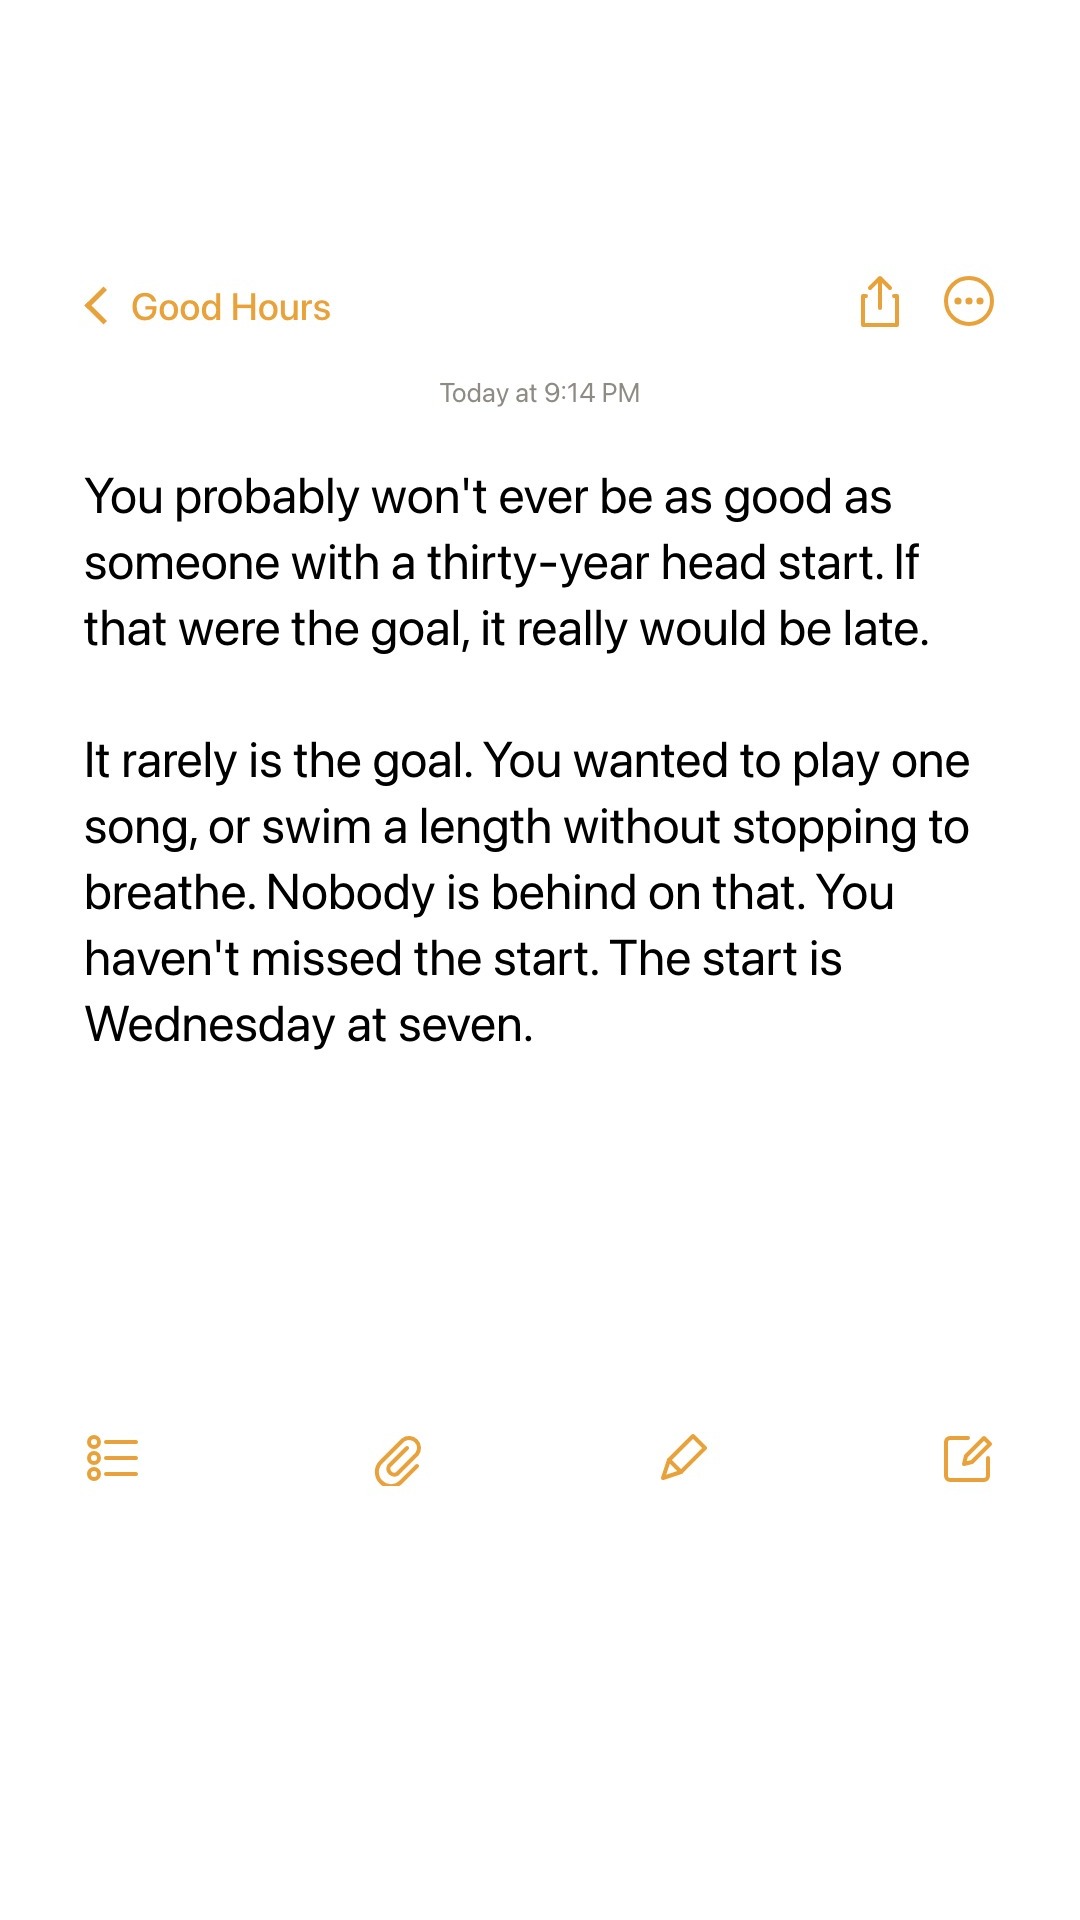 Good Hours
Today at 9:14 PM
You probably won't ever be as good as
someone with a thirty-year head start. If
that were the goal, it really would be late.
It rarely is the goal. You wanted to play one
song, or swim a length without stopping to
breathe. Nobody is behind on that. You
haven't missed the start. The start is
Wednesday at seven.